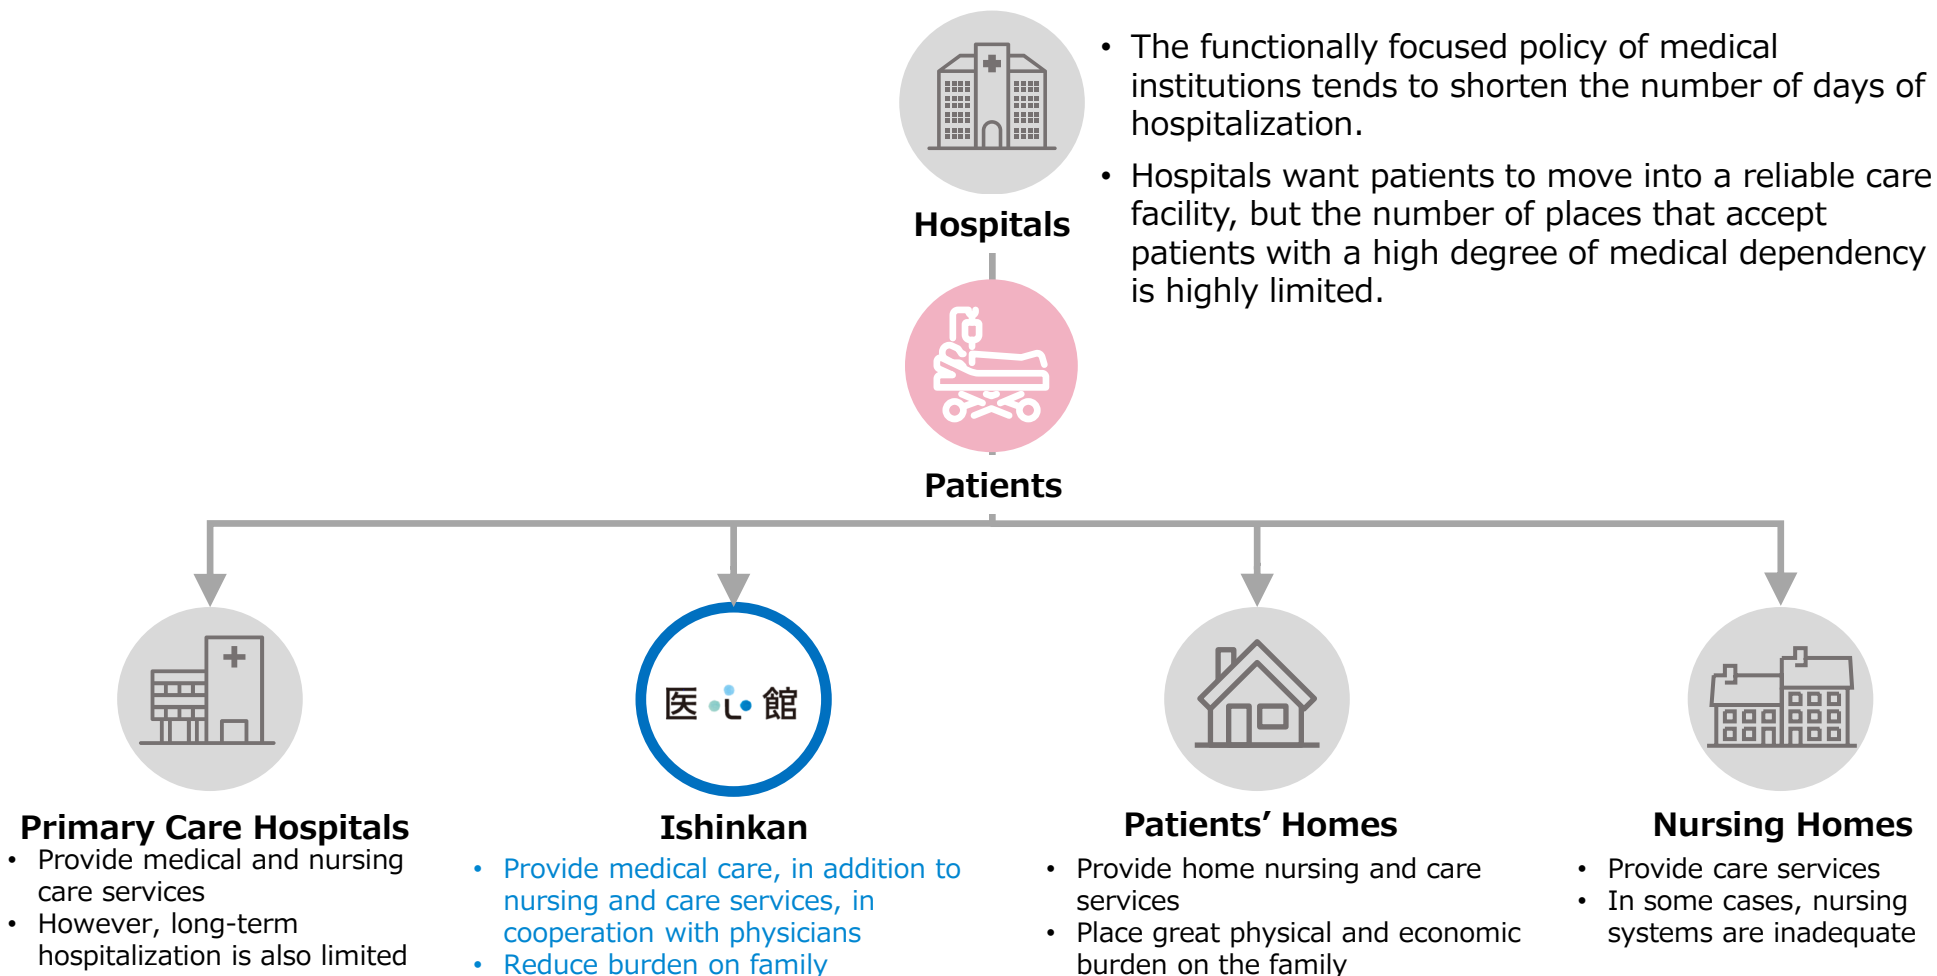 • The functionally focused policy of medical
institutions tends to shorten the number of days of
hospitalization.
• Hospitals want patients to move into a reliable care
facility, but the number of places that accept
patients with a high degree of medical dependency
is highly limited.
Hospitals
Patients
医心館
Primary Care Hospitals
• Provide medical and nursing
care services
• However, long-term
hospitalization is also limited
Ishinkan
• Provide medical care, in addition to
nursing and care services, in
cooperation with physicians
• Reduce burden on family
Patients’ Homes
• Provide home nursing and care
services
• Place great physical and economic
burden on the family
Nursing Homes
• Provide care services
• In some cases, nursing
systems are inadequate